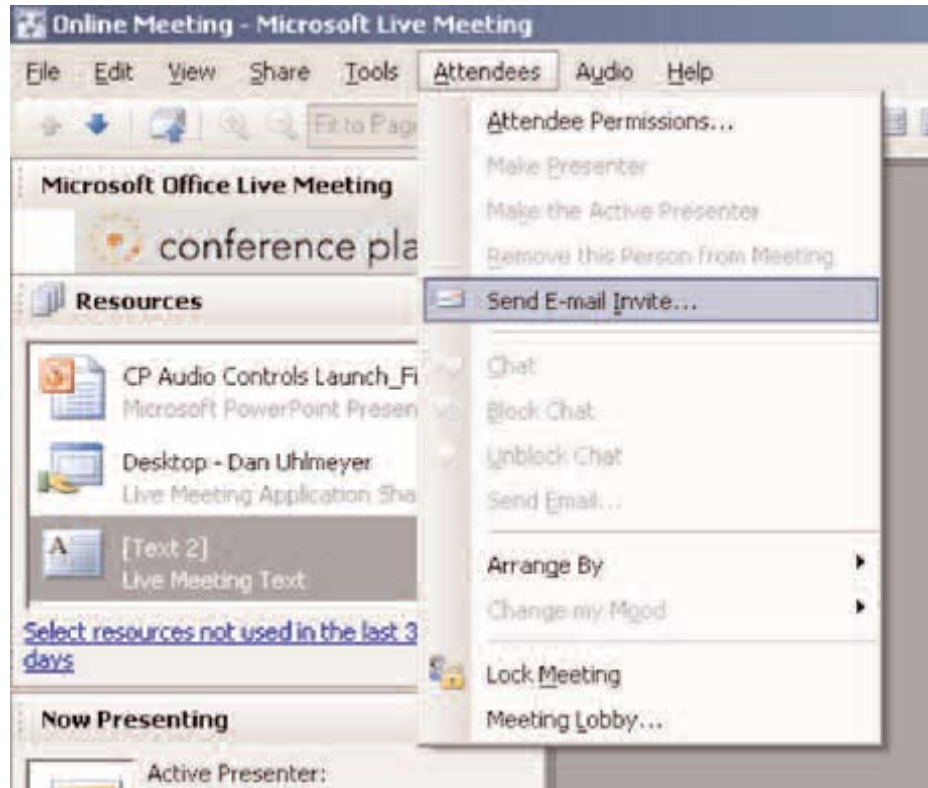 Online Meeting - Microsoft Live Meeting
File Edit View Share Tools Attendees Audio Help
Fit to Page
Attendee Permissions...
Make Presenter
Make the Active Presenter
Remove this Person from Meeting
Send E-mail Invite...
Chat
Block Chat
Unblock Chat
Send Email...
Arrange By
Change my Mood
Lock Meeting
Meeting Lobby...
Microsoft Office Live Meeting
conference pla
Resources
CP Audio Controls Launch_Fi
Microsoft PowerPoint Presen
Desktop - Dan Uhlmeyer
Live Meeting Application Sha
[Text 2]
Live Meeting Text
Select resources not used in the last 3
days
Now Presenting
Active Presenter: